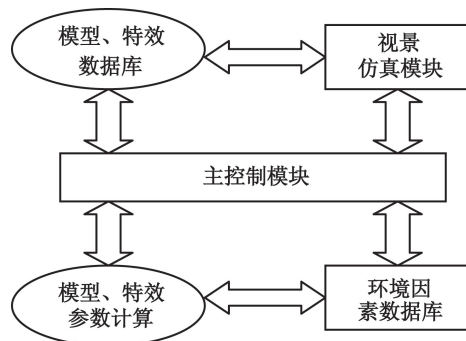 模型、特效
数据库
视景
仿真模块
主控制模块
模型、特效
参数计算
环境因
素数据库